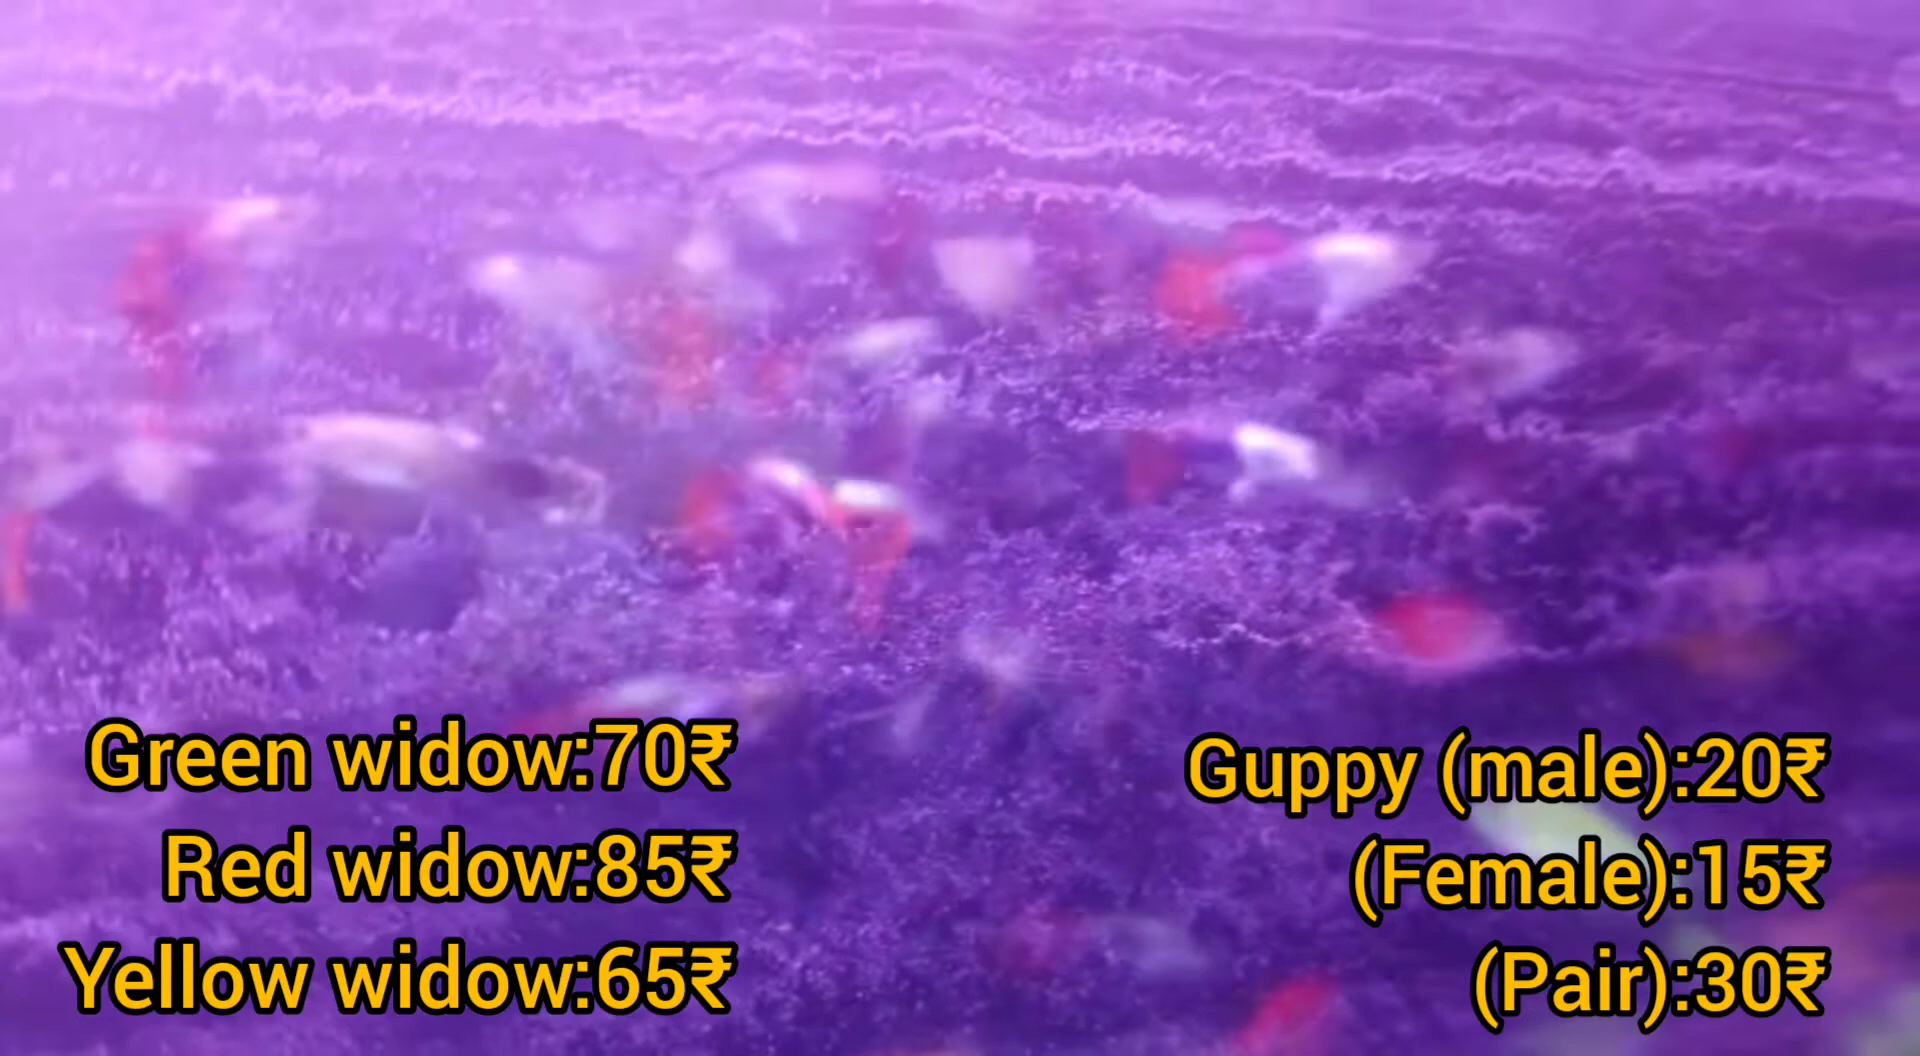 Green widow:70₹
Red widow:85₹
Yellow widow:65₹
Guppy (male):20₹
(Female):15₹
(Pair):30₹